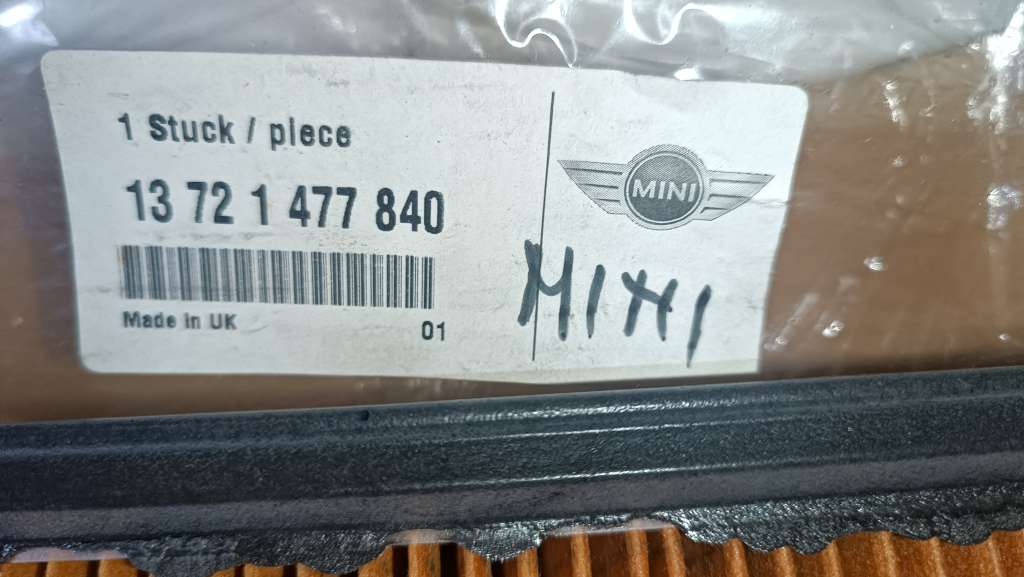 1 Stuck / piece
13 72 1 477 840
Made in UK
01
MINI
MINI